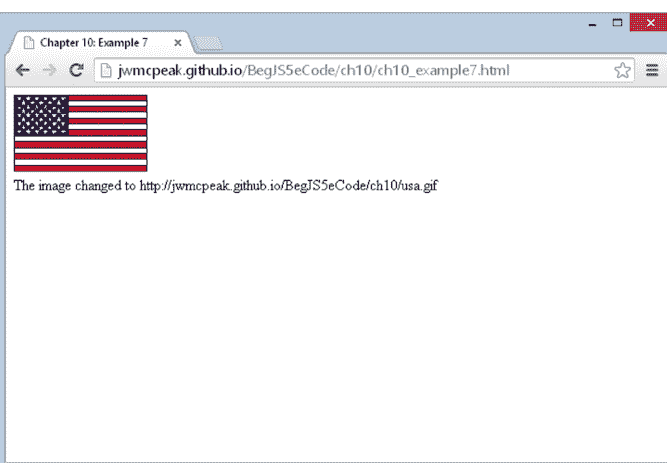 Chapter 10: Example 7
jwmcpeak.github.io/BegJS5eCode/ch10/ch10_example7.html
The image changed to http://jwmcpeak.github.io/BegJS5eCode/ch10/usa.gif